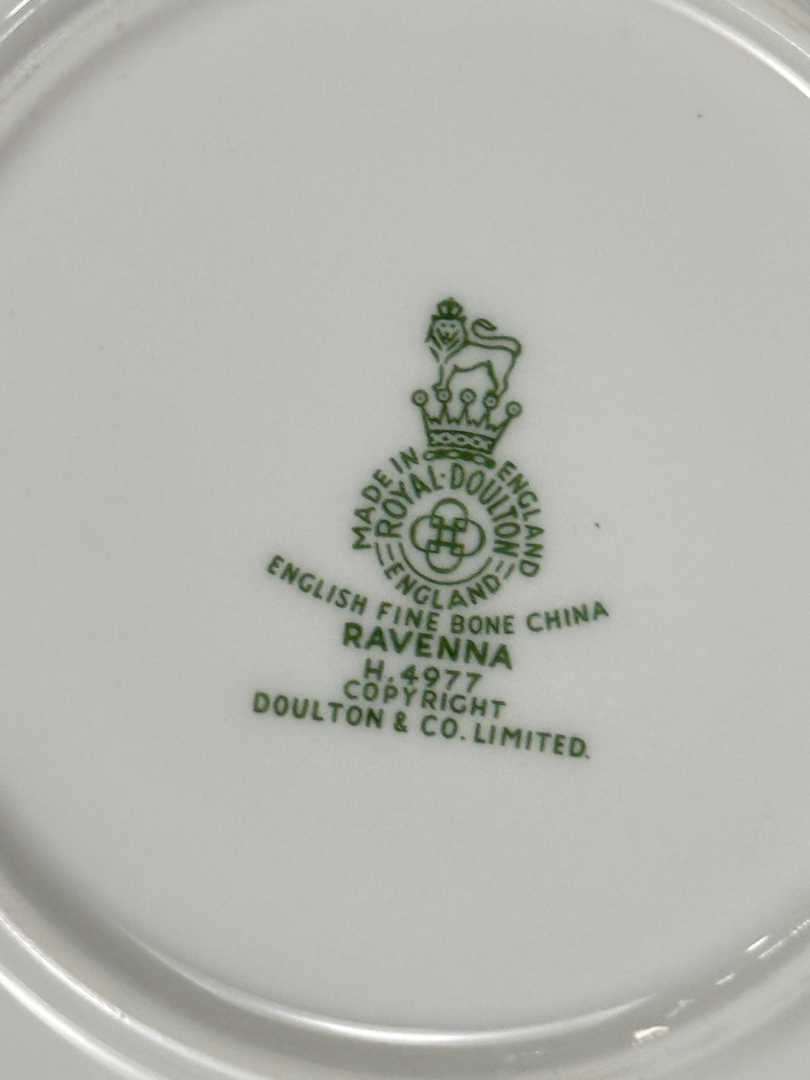 MADE IN ENGLAND
ROYAL·DOULTON
ENGLAND
ENGLISH FINE BONE CHINA
RAVENNA
H.4977
COPYRIGHT
DOULTON & CO. LIMITED.